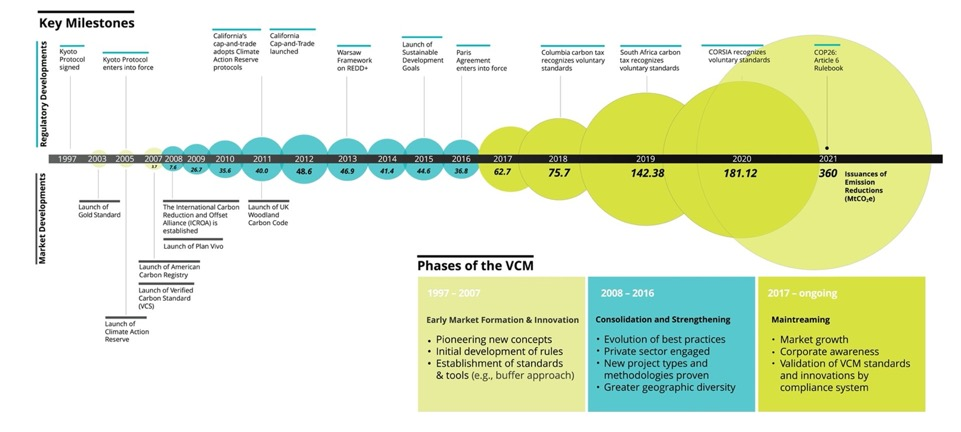 Key Milestones
Regulatory Developments
Kyoto
Protocol
signed
Kyoto Protocol
enters into force
California's
cap-and-trade
adopts Climate
Action Reserve
protocols
California
Cap-and-Trade
launched
Warsaw
Framework
on REDD+
Launch of
Sustainable
Development
Goals
Paris
Agreement
enters into force
Columbia carbon tax
recognizes voluntary
standards
South Africa carbon
tax recognizes
voluntary standards
CORSIA recognizes
voluntary standards
COP26:
Article 6
Rulebook
1997 2003 2005 2007 2008 2009 2010 2011 2012 2013 2014 2015 2016 2017 2018 2019 2020 2021
3.7 7.6 26.7 35.6 40.0 48.6 46.9 41.4 44.6 36.8 62.7 75.7 142.38 181.12 360
Issuances of
Emission
Reductions
(MtCO₂e)
Market Developments
Launch of
Gold Standard
The International Carbon
Reduction and Offset
Alliance (ICROA) is
established
Launch of UK
Woodland
Carbon Code
Launch of Plan Vivo
Launch of American
Carbon Registry
Launch of Verified
Carbon Standard
(VCS)
Launch of
Climate Action
Reserve
Phases of the VCM
1997 – 2007
Early Market Formation & Innovation
• Pioneering new concepts
• Initial development of rules
• Establishment of standards
& tools (e.g., buffer approach)
2008 – 2016
Consolidation and Strengthening
• Evolution of best practices
• Private sector engaged
• New project types and
methodologies proven
• Greater geographic diversity
2017 – ongoing
Maintreaming
• Market growth
• Corporate awareness
• Validation of VCM standards
and innovations by
compliance system